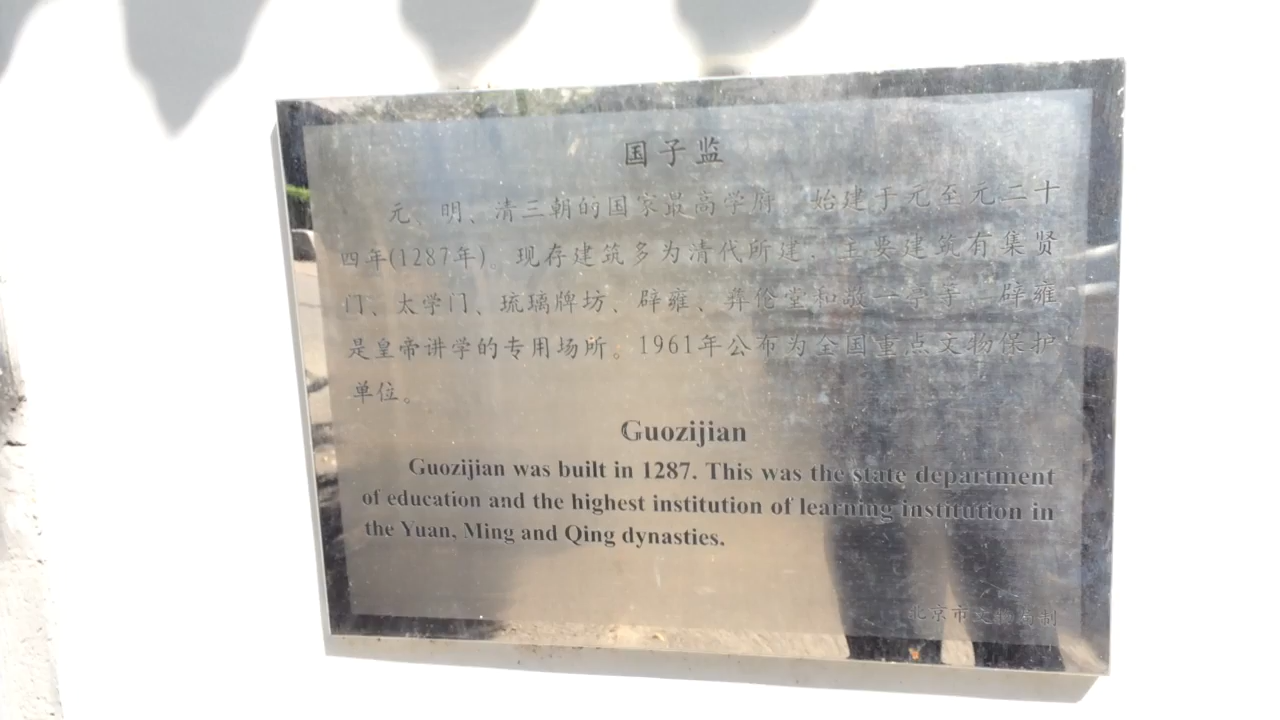 国子监
元、明、清三朝的国家最高学府 始建于元至元二十
四年(1287年)。现存建筑多为清代所建. 主要建筑有集贤
门、太学门、琉璃牌坊、辟雍、彝伦堂和敬一亭等。辟雍
是皇帝讲学的专用场所。1961年公布为全国重点文物保护
单位。
Guozijian
Guozijian was built in 1287. This was the state department
of education and the highest institution of learning institution in
the Yuan, Ming and Qing dynasties.
北京市文物局制